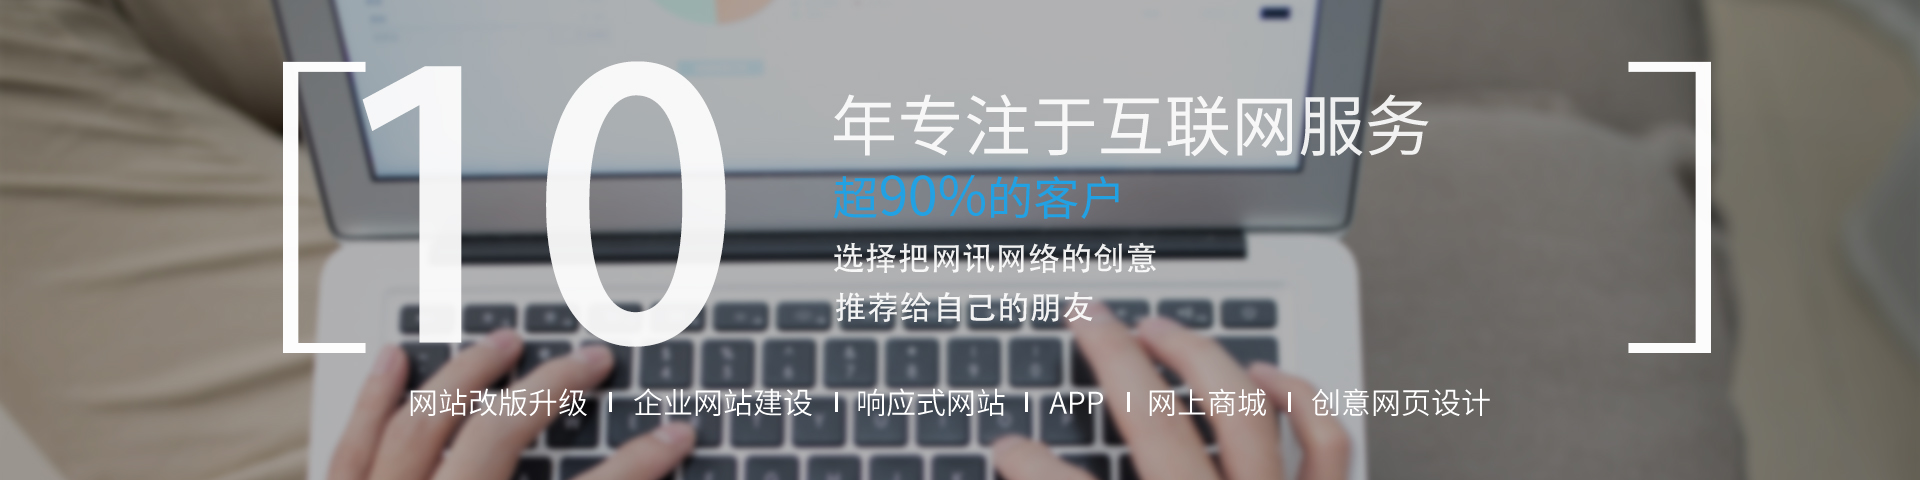 10
年专注于互联网服务
超90%的客户
选择把网讯网络的创意
推荐给自己的朋友
网站改版升级 | 企业网站建设 | 响应式网站 | APP | 网上商城 | 创意网页设计